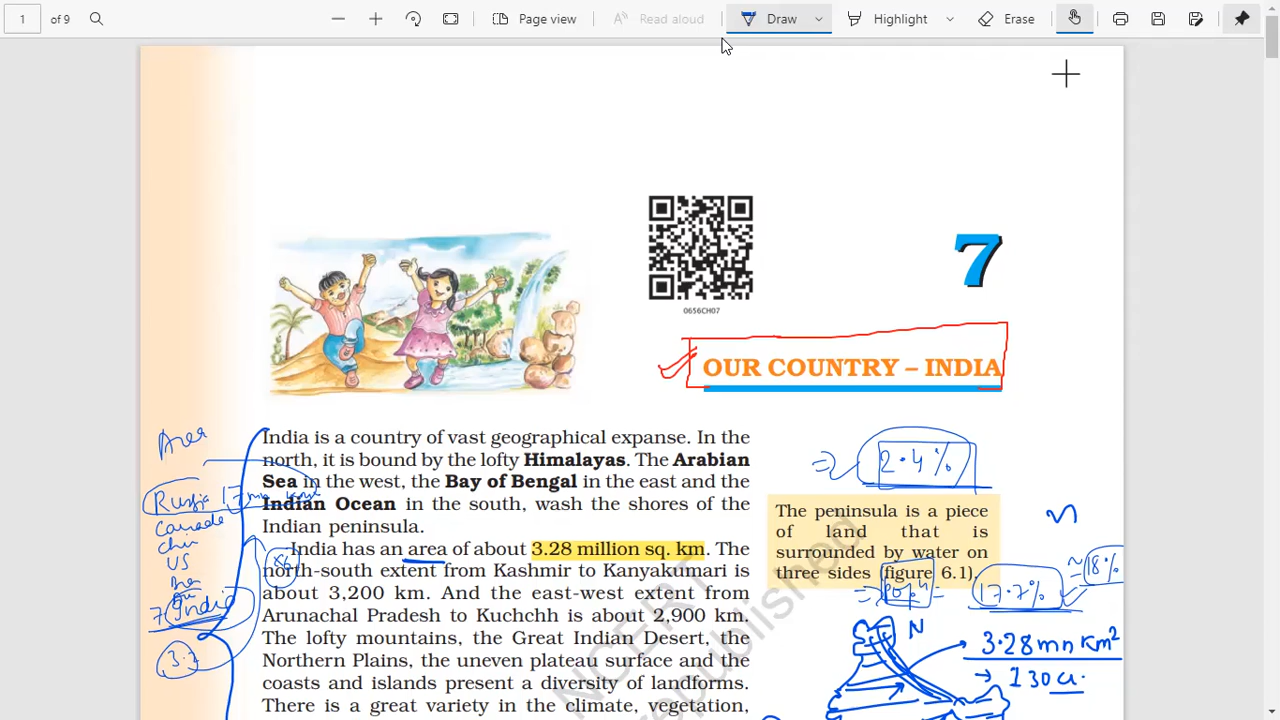 1 of 9 Page view Read aloud Draw Highlight Erase
0656CH07
7
OUR COUNTRY – INDIA
India is a country of vast geographical expanse. In the
north, it is bound by the lofty Himalayas. The Arabian
Sea in the west, the Bay of Bengal in the east and the
Indian Ocean in the south, wash the shores of the
Indian peninsula.
India has an area of about 3.28 million sq. km. The
north-south extent from Kashmir to Kanyakumari is
about 3,200 km. And the east-west extent from
Arunachal Pradesh to Kuchchh is about 2,900 km.
The lofty mountains, the Great Indian Desert, the
Northern Plains, the uneven plateau surface and the
coasts and islands present a diversity of landforms.
There is a great variety in the climate, vegetation,
Area
Russia 17 mn km
Canada
US
7 India
2.4%
The peninsula is a piece
of land that is
surrounded by water on
three sides (figure 6.1).
17.7%
≈ 18%
N
3.28 mn km²
NCERT
republished